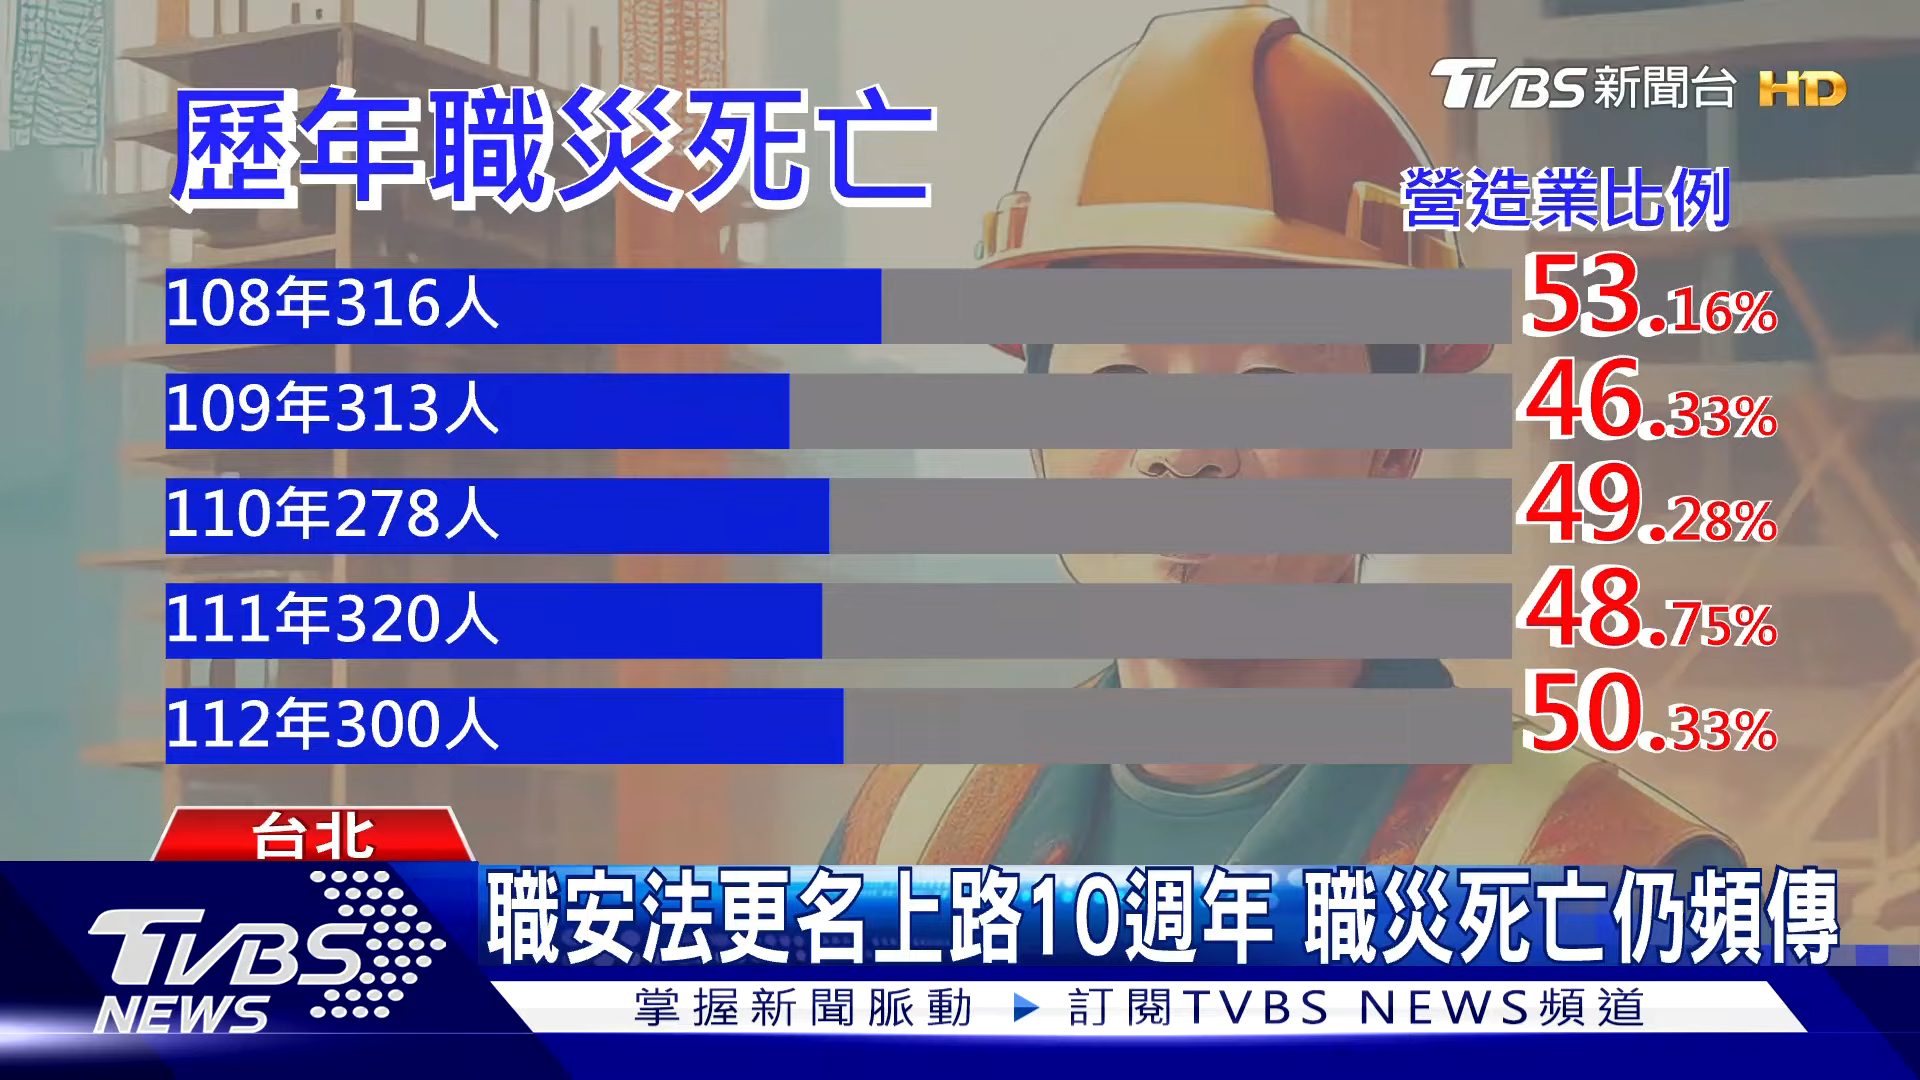 TVBS新聞台 HD
歷年職災死亡
營造業比例
108年316人 53.16%
109年313人 46.33%
110年278人 49.28%
111年320人 48.75%
112年300人 50.33%
台北
職安法更名上路10週年 職災死亡仍頻傳
TVBS NEWS
掌握新聞脈動 ▶ 訂閱TVBS NEWS頻道